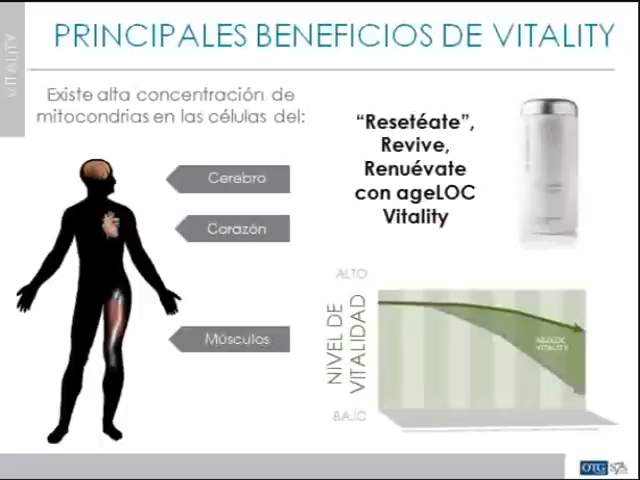 VITALITY
PRINCIPALES BENEFICIOS DE VITALITY
Existe alta concentración de
mitocondrias en las células del:
Cerebro
Corazón
Músculos
“Resetéate”,
Revive,
Renuévate
con ageLOC
Vitality
ALTO
NIVEL DE
VITALIDAD
BAJO
AGELOC
VITALITY
OTG